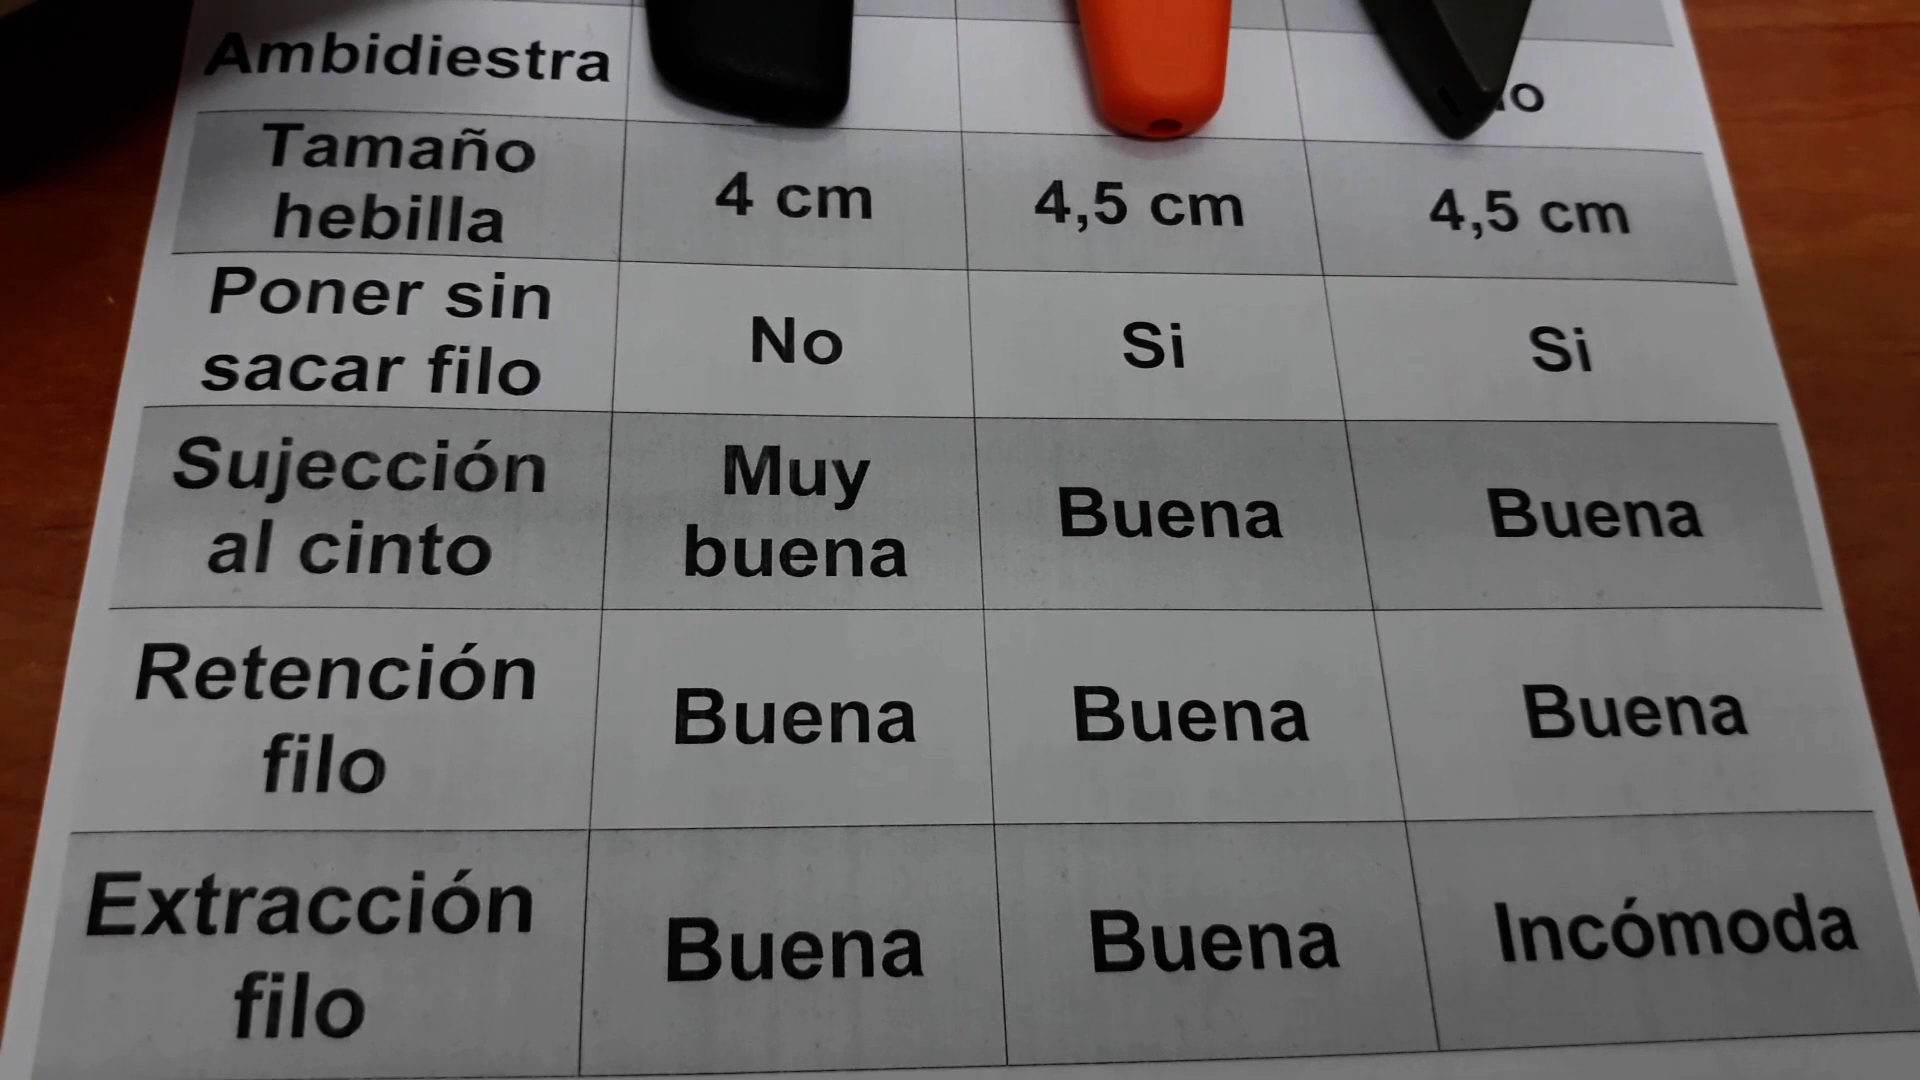 Ambidiestra
Tamaño
hebilla
4 cm
4,5 cm
4,5 cm
Poner sin
sacar filo
No
Si
Si
Sujección
al cinto
Muy
buena
Buena
Buena
Retención
filo
Buena
Buena
Buena
Extracción
filo
Buena
Buena
Incómoda